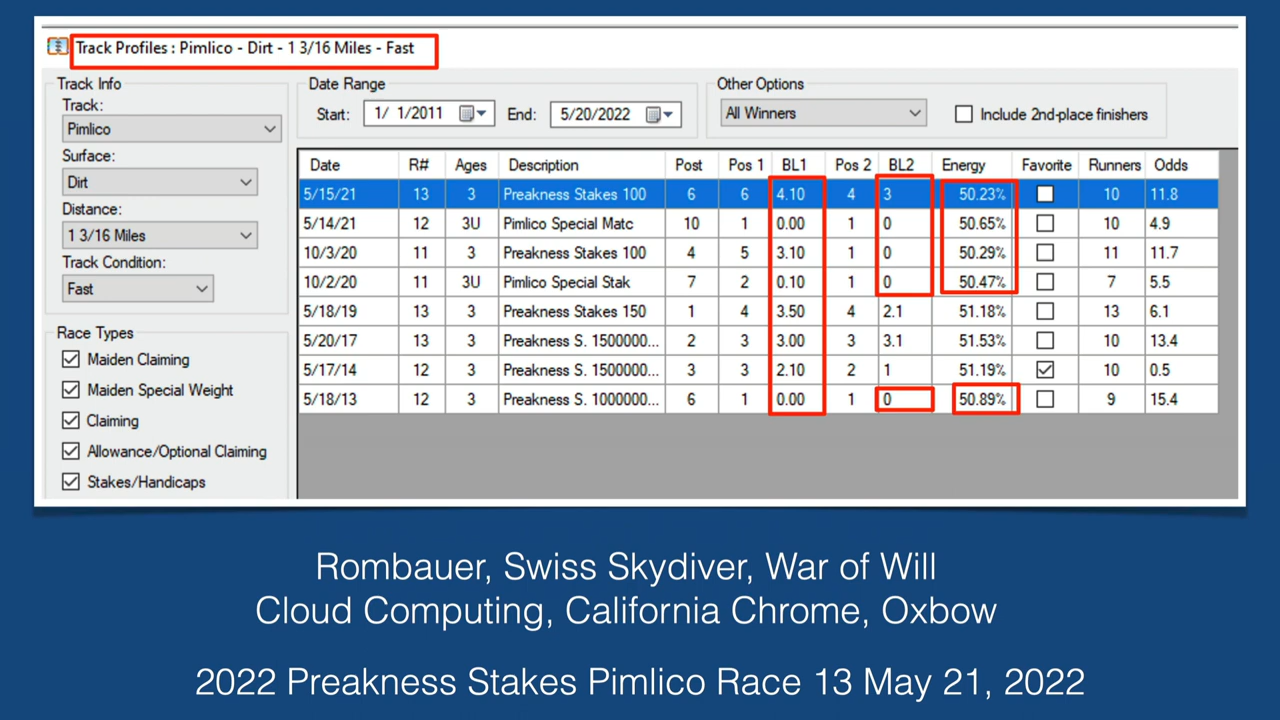 Track Profiles : Pimlico - Dirt - 1 3/16 Miles - Fast
Track Info
Track:
Pimlico
Surface:
Dirt
Distance:
1 3/16 Miles
Track Condition:
Fast
Race Types
Maiden Claiming
Maiden Special Weight
Claiming
Allowance/Optional Claiming
Stakes/Handicaps
Date Range
Start: 1/ 1/2011 End: 5/20/2022
Other Options
All Winners Include 2nd-place finishers
Date R# Ages Description Post Pos 1 BL1 Pos 2 BL2 Energy Favorite Runners Odds
5/15/21 13 3 Preakness Stakes 100 6 6 4.10 4 3 50.23% 10 11.8
5/14/21 12 3U Pimlico Special Matc 10 1 0.00 1 0 50.65% 10 4.9
10/3/20 11 3 Preakness Stakes 100 4 5 3.10 1 0 50.29% 11 11.7
10/2/20 11 3U Pimlico Special Stak 7 2 0.10 1 0 50.47% 7 5.5
5/18/19 13 3 Preakness Stakes 150 1 4 3.50 4 2.1 51.18% 13 6.1
5/20/17 13 3 Preakness S. 1500000... 2 3 3.00 3 3.1 51.53% 10 13.4
5/17/14 12 3 Preakness S. 1500000... 3 3 2.10 2 1 51.19% 10 0.5
5/18/13 12 3 Preakness S. 1000000... 6 1 0.00 1 0 50.89% 9 15.4
Rombauer, Swiss Skydiver, War of Will
Cloud Computing, California Chrome, Oxbow
2022 Preakness Stakes Pimlico Race 13 May 21, 2022